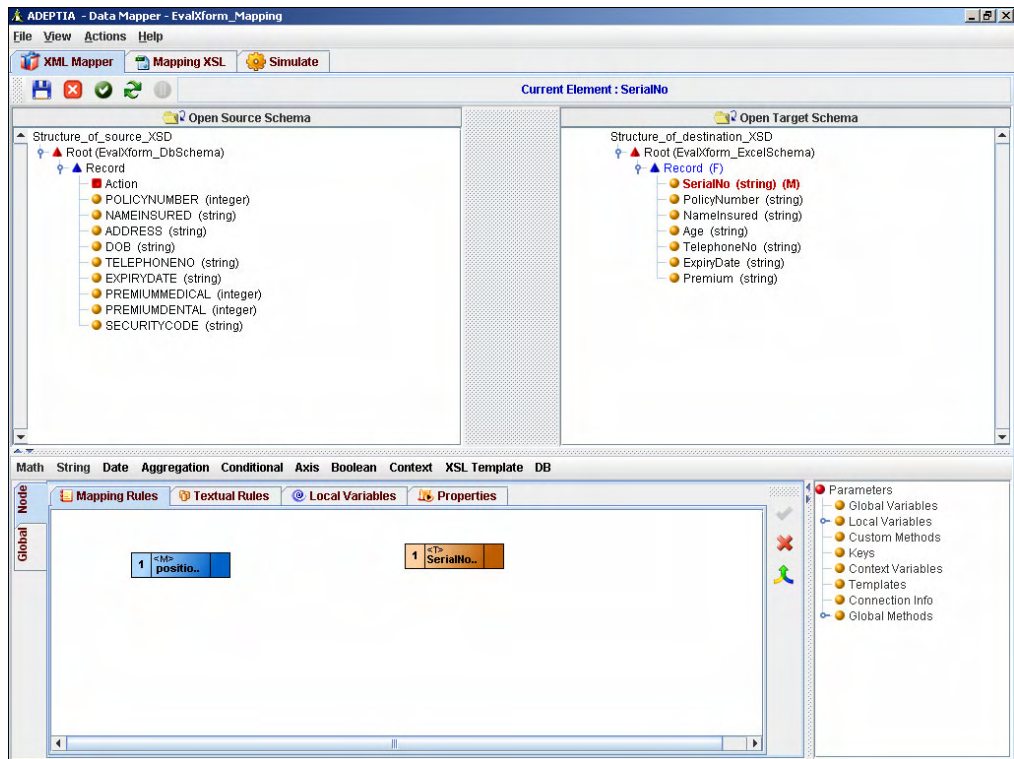 ADEPTIA - Data Mapper - EvalXform_Mapping
File View Actions Help
XML Mapper Mapping XSL Simulate
Current Element : SerialNo
Open Source Schema
Structure_of_source_XSD
Root (EvalXform_DbSchema)
Record
Action
POLICYNUMBER (integer)
NAMEINSURED (string)
ADDRESS (string)
DOB (string)
TELEPHONENO (string)
EXPIRYDATE (string)
PREMIUMMEDICAL (integer)
PREMIUMDENTAL (integer)
SECURITYCODE (string)
Open Target Schema
Structure_of_destination_XSD
Root (EvalXform_ExcelSchema)
Record (F)
SerialNo (string) (M)
PolicyNumber (string)
NameInsured (string)
Age (string)
TelephoneNo (string)
ExpiryDate (string)
Premium (string)
Math String Date Aggregation Conditional Axis Boolean Context XSL Template DB
Node
Global
Mapping Rules Textual Rules Local Variables Properties
1 <M>
positio..
1 <T>
SerialNo..
Parameters
Global Variables
Local Variables
Custom Methods
Keys
Context Variables
Templates
Connection Info
Global Methods